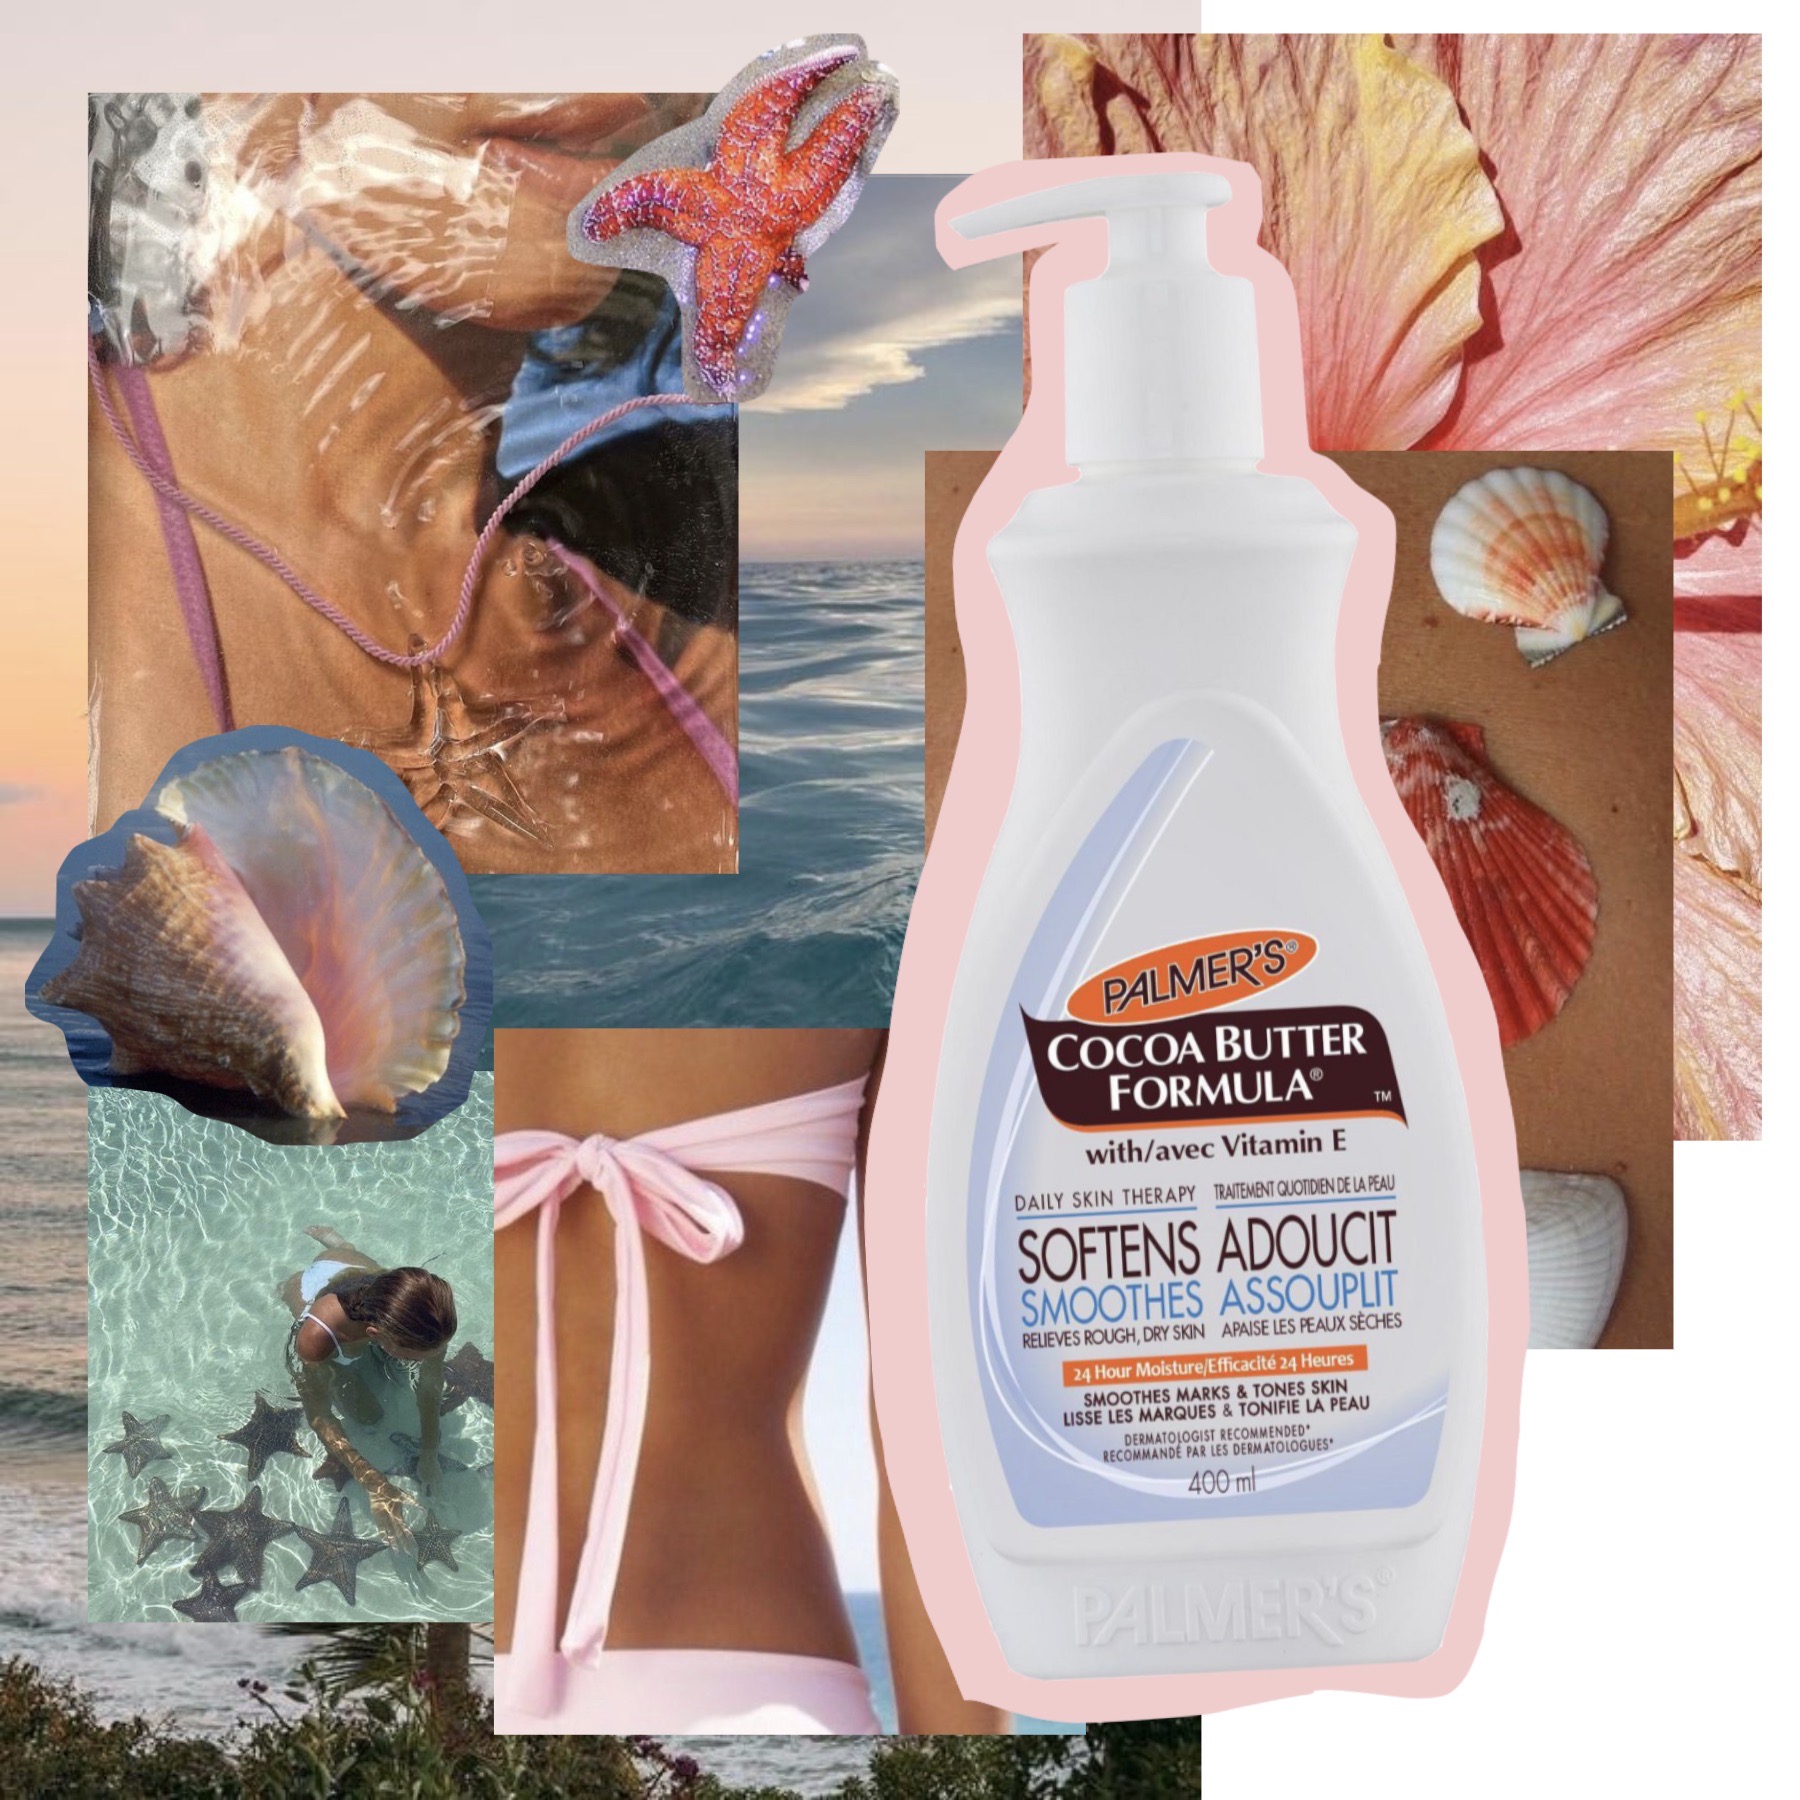 PALMER'S®
COCOA BUTTER
FORMULA® ™
with/avec Vitamin E
DAILY SKIN THERAPY
SOFTENS
SMOOTHES
RELIEVES ROUGH, DRY SKIN
TRAITEMENT QUOTIDIEN DE LA PEAU
ADOUCIT
ASSOUPLIT
APAISE LES PEAUX SÈCHES
24 Hour Moisture/Efficacité 24 Heures
SMOOTHES MARKS & TONES SKIN
LISSE LES MARQUES & TONIFIE LA PEAU
DERMATOLOGIST RECOMMENDED*
RECOMMANDÉ PAR LES DERMATOLOGUES*
400 ml
PALMER'S®